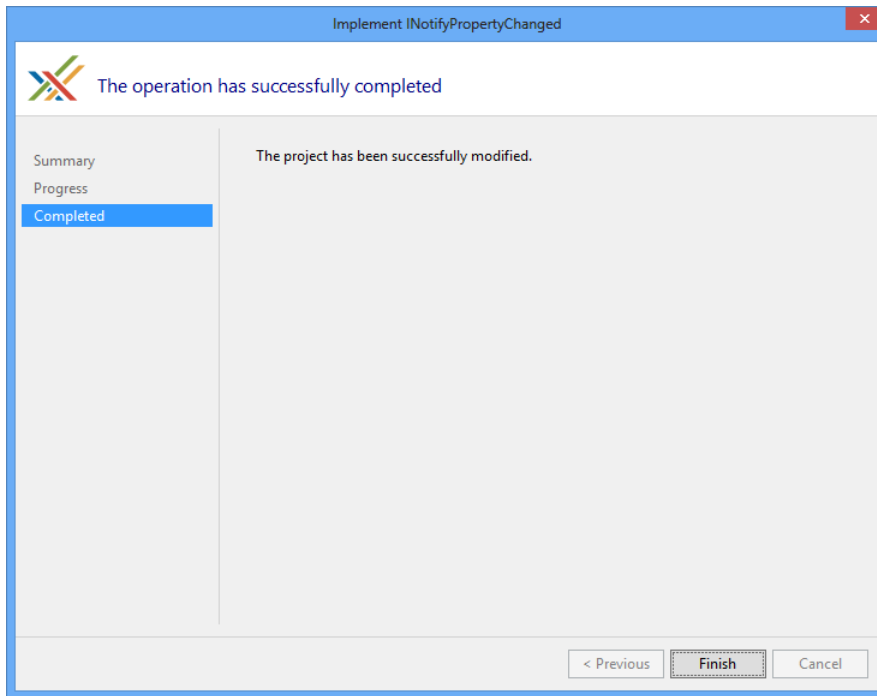 Implement INotifyPropertyChanged
The operation has successfully completed
Summary
Progress
Completed
The project has been successfully modified.
< Previous
Finish
Cancel